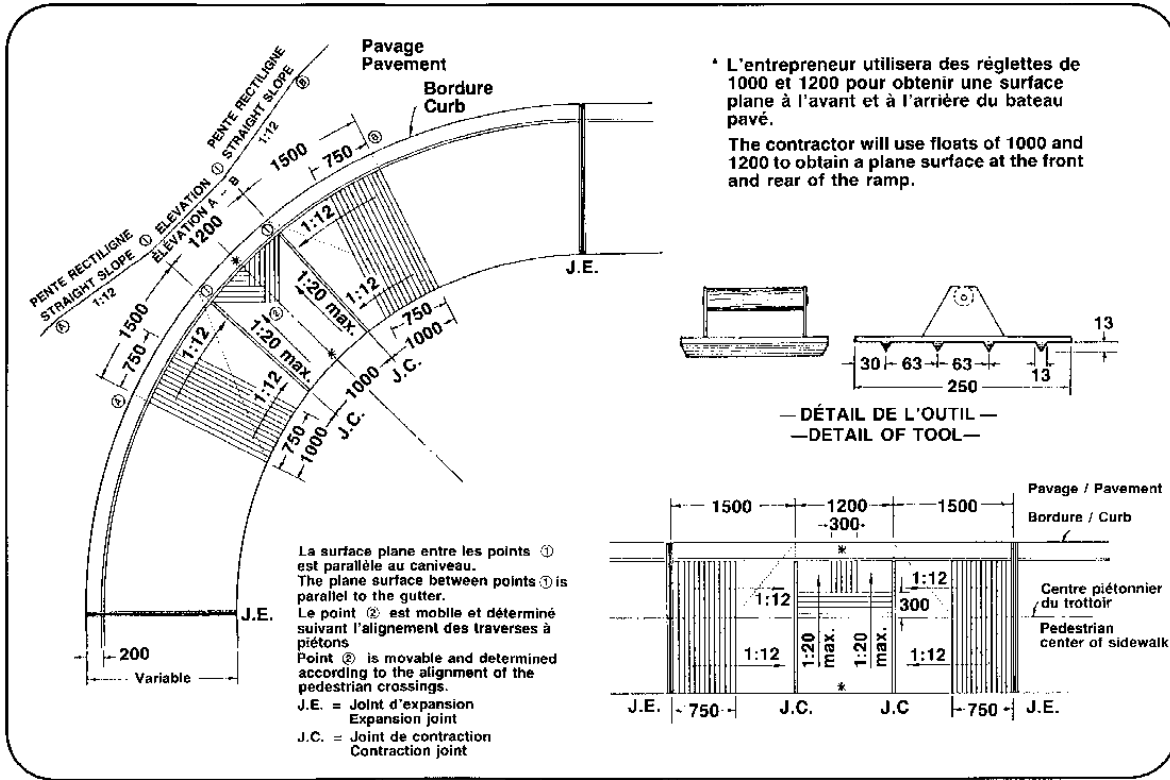 Pavage
Pavement
Bordure
Curb
PENTE RECTILIGNE ① ELEVATION ① PENTE RECTILIGNE
STRAIGHT SLOPE ÉLÉVATION A - B STRAIGHT SLOPE
1:12
1:12
Ⓐ
Ⓑ
1500
1200
1500
750
750
Ⓐ
Ⓑ
*
①
①
②
*
1:12
1:12
1:20 max.
1:20 max.
1:12
1:12
750
1000
J.C.
1000
J.C.
750
1000
J.E.
J.E.
200
Variable
* L'entrepreneur utilisera des réglettes de
1000 et 1200 pour obtenir une surface
plane à l'avant et à l'arrière du bateau
pavé.
The contractor will use floats of 1000 and
1200 to obtain a plane surface at the front
and rear of the ramp.
13
30 63 63 13
250
— DÉTAIL DE L'OUTIL —
—DETAIL OF TOOL—
La surface plane entre les points ①
est parallèle au caniveau.
The plane surface between points ① is
parallel to the gutter.
Le point ② est mobile et déterminé
suivant l'alignement des traverses à
piétons
Point ② is movable and determined
according to the alignment of the
pedestrian crossings.
J.E. = Joint d'expansion
Expansion joint
J.C. = Joint de contraction
Contraction joint
1500 1200 1500
300
Pavage / Pavement
Bordure / Curb
*
1:12 1:12
300
Centre piétonnier
du trottoir
Pedestrian
center of sidewalk
1:20 max. 1:20 max.
1:12 1:12
*
J.E. 750 J.C. J.C 750 J.E.